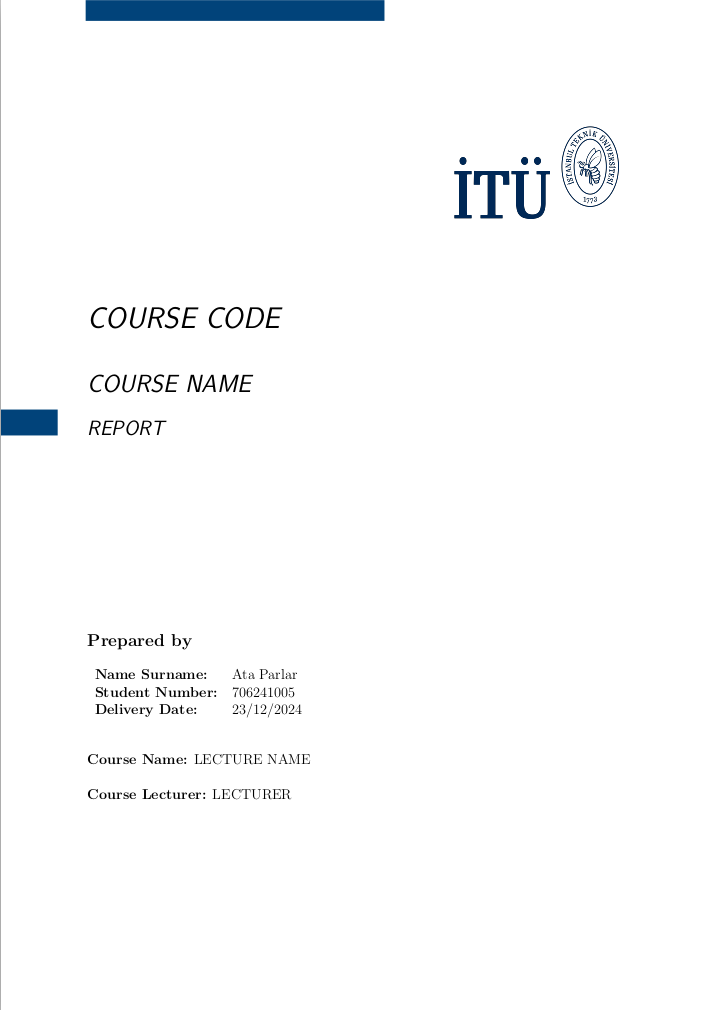 İTÜ
İSTANBUL TEKNİK ÜNİVERSİTESİ
1773
COURSE CODE
COURSE NAME
REPORT
Prepared by
Name Surname: Ata Parlar
Student Number: 706241005
Delivery Date: 23/12/2024
Course Name: LECTURE NAME
Course Lecturer: LECTURER